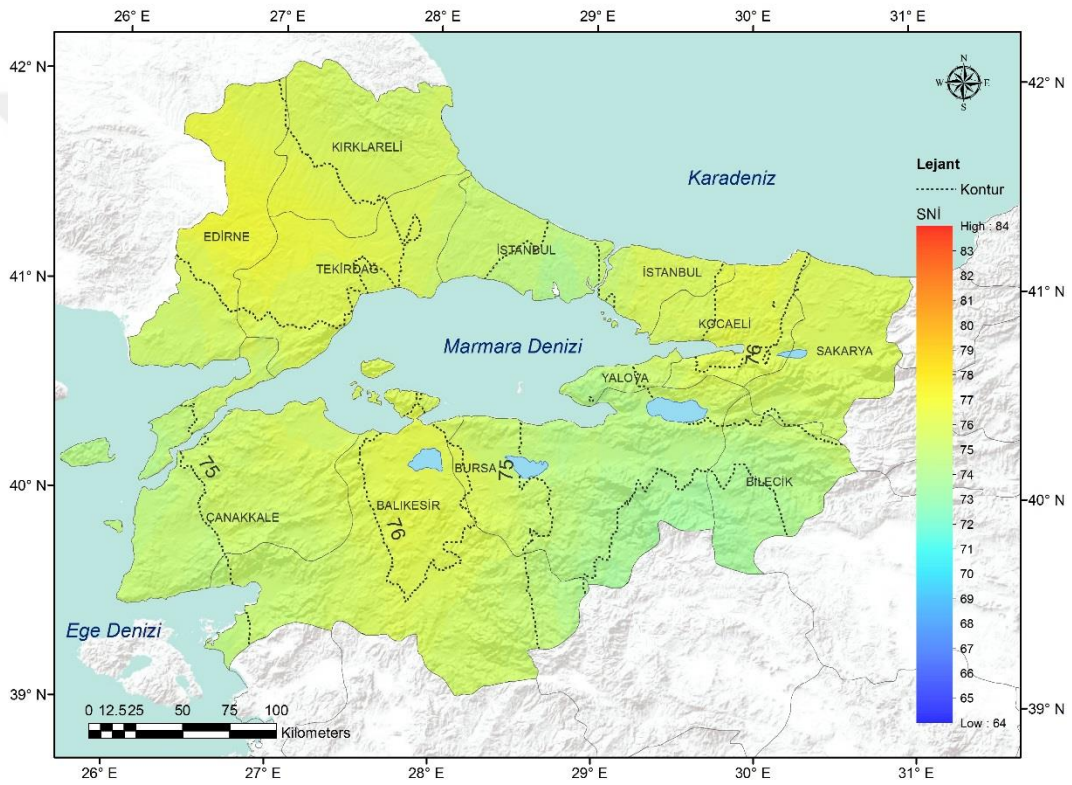 26° E 27° E 28° E 29° E 30° E 31° E
42° N 42° N
N
W E
S
KIRKLARELİ
Karadeniz
Lejant
Kontur
SNİ
High : 84
83
82
81
80
79
78
77
76
75
74
73
72
71
70
69
68
67
66
65
Low : 64
EDİRNE
İSTANBUL
TEKİRDAĞ
İSTANBUL
41° N 41° N
KOCAELİ
Marmara Denizi
76
SAKARYA
YALOVA
75
BURSA
75
BİLECİK
40° N 40° N
ÇANAKKALE
BALIKESİR
76
Ege Denizi
39° N 39° N
0 12.525 50 75 100
Kilometers
26° E 27° E 28° E 29° E 30° E 31° E